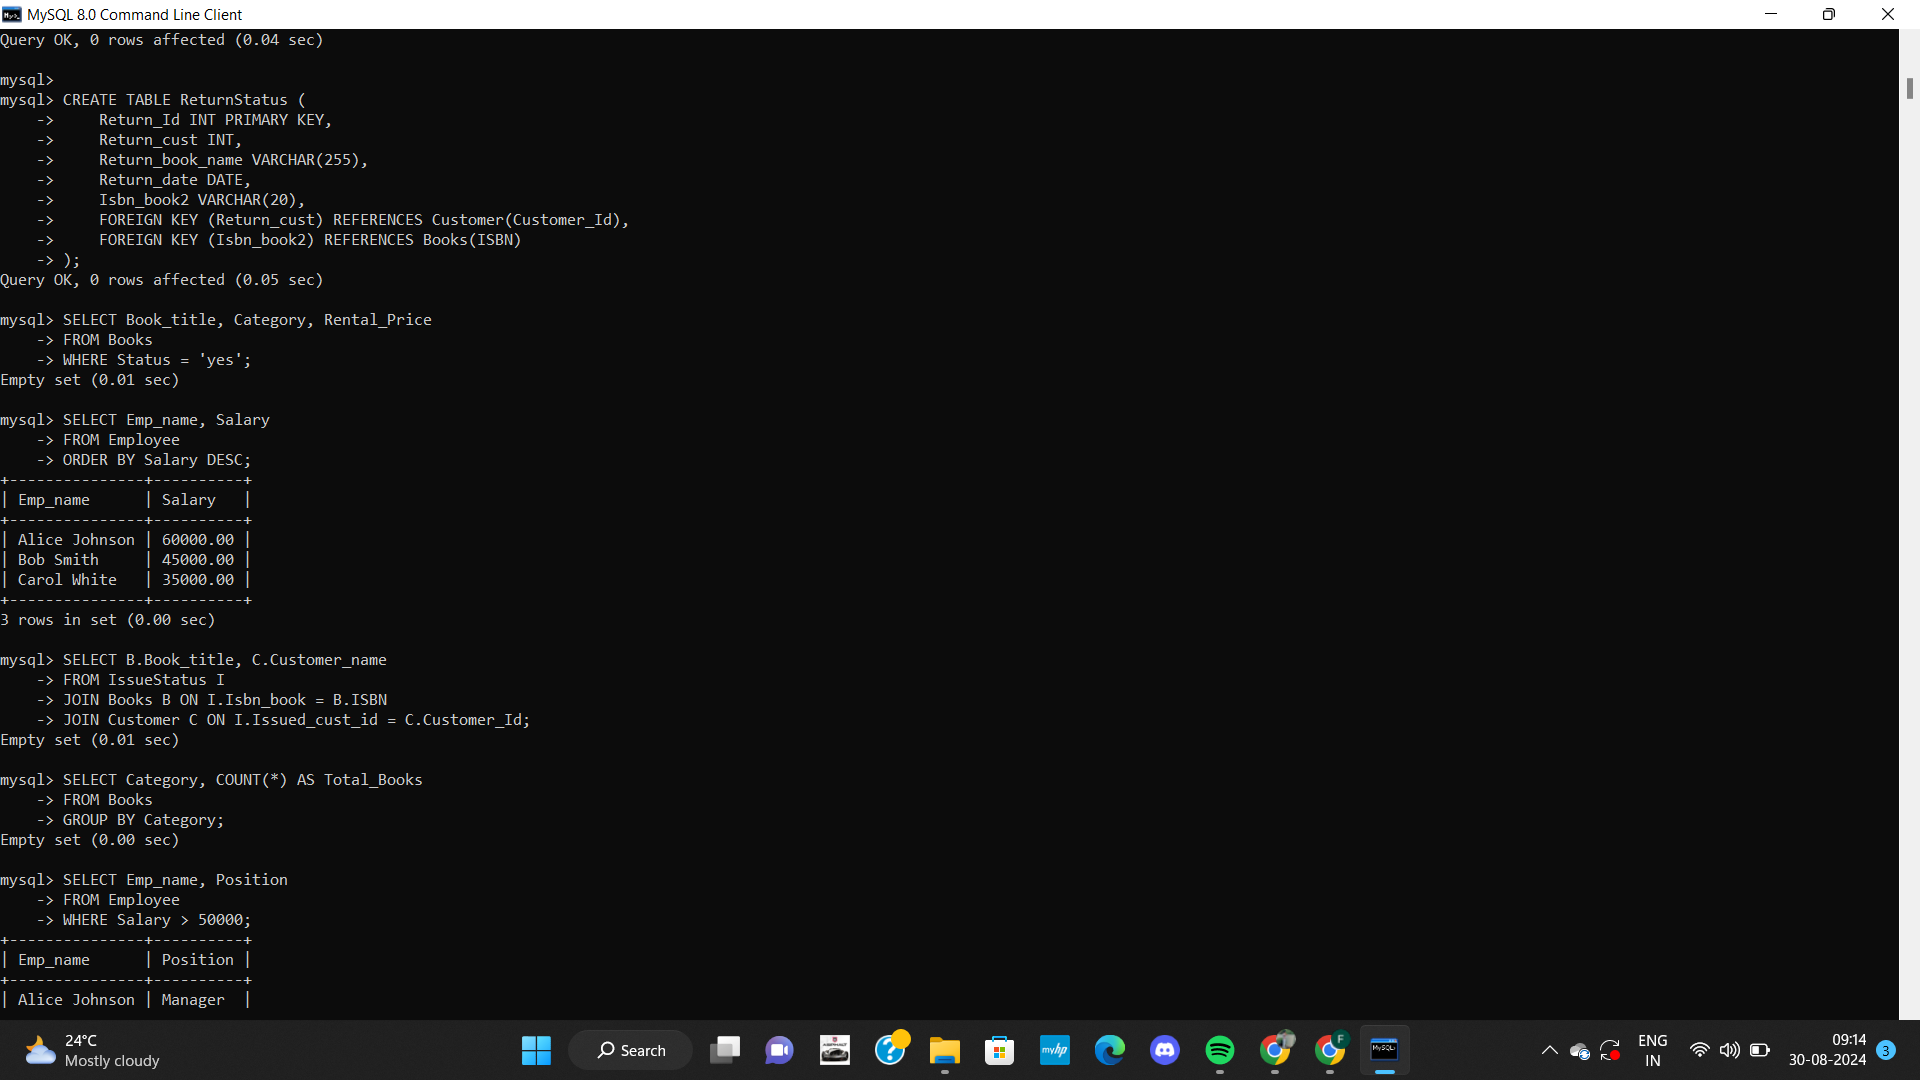 MySQL 8.0 Command Line Client
Query OK, 0 rows affected (0.04 sec)
mysql>
mysql> CREATE TABLE ReturnStatus (
    ->     Return_Id INT PRIMARY KEY,
    ->     Return_cust INT,
    ->     Return_book_name VARCHAR(255),
    ->     Return_date DATE,
    ->     Isbn_book2 VARCHAR(20),
    ->     FOREIGN KEY (Return_cust) REFERENCES Customer(Customer_Id),
    ->     FOREIGN KEY (Isbn_book2) REFERENCES Books(ISBN)
    -> );
Query OK, 0 rows affected (0.05 sec)
mysql> SELECT Book_title, Category, Rental_Price
    -> FROM Books
    -> WHERE Status = 'yes';
Empty set (0.01 sec)
mysql> SELECT Emp_name, Salary
    -> FROM Employee
    -> ORDER BY Salary DESC;
+---------------+----------+
| Emp_name      | Salary   |
+---------------+----------+
| Alice Johnson | 60000.00 |
| Bob Smith     | 45000.00 |
| Carol White   | 35000.00 |
+---------------+----------+
3 rows in set (0.00 sec)
mysql> SELECT B.Book_title, C.Customer_name
    -> FROM IssueStatus I
    -> JOIN Books B ON I.Isbn_book = B.ISBN
    -> JOIN Customer C ON I.Issued_cust_id = C.Customer_Id;
Empty set (0.01 sec)
mysql> SELECT Category, COUNT(*) AS Total_Books
    -> FROM Books
    -> GROUP BY Category;
Empty set (0.00 sec)
mysql> SELECT Emp_name, Position
    -> FROM Employee
    -> WHERE Salary > 50000;
+---------------+----------+
| Emp_name      | Position |
+---------------+----------+
| Alice Johnson | Manager  |
24°C
Mostly cloudy
Search
ASPHALT
myhp
F
MySQL
ENG
IN
09:14
30-08-2024
3